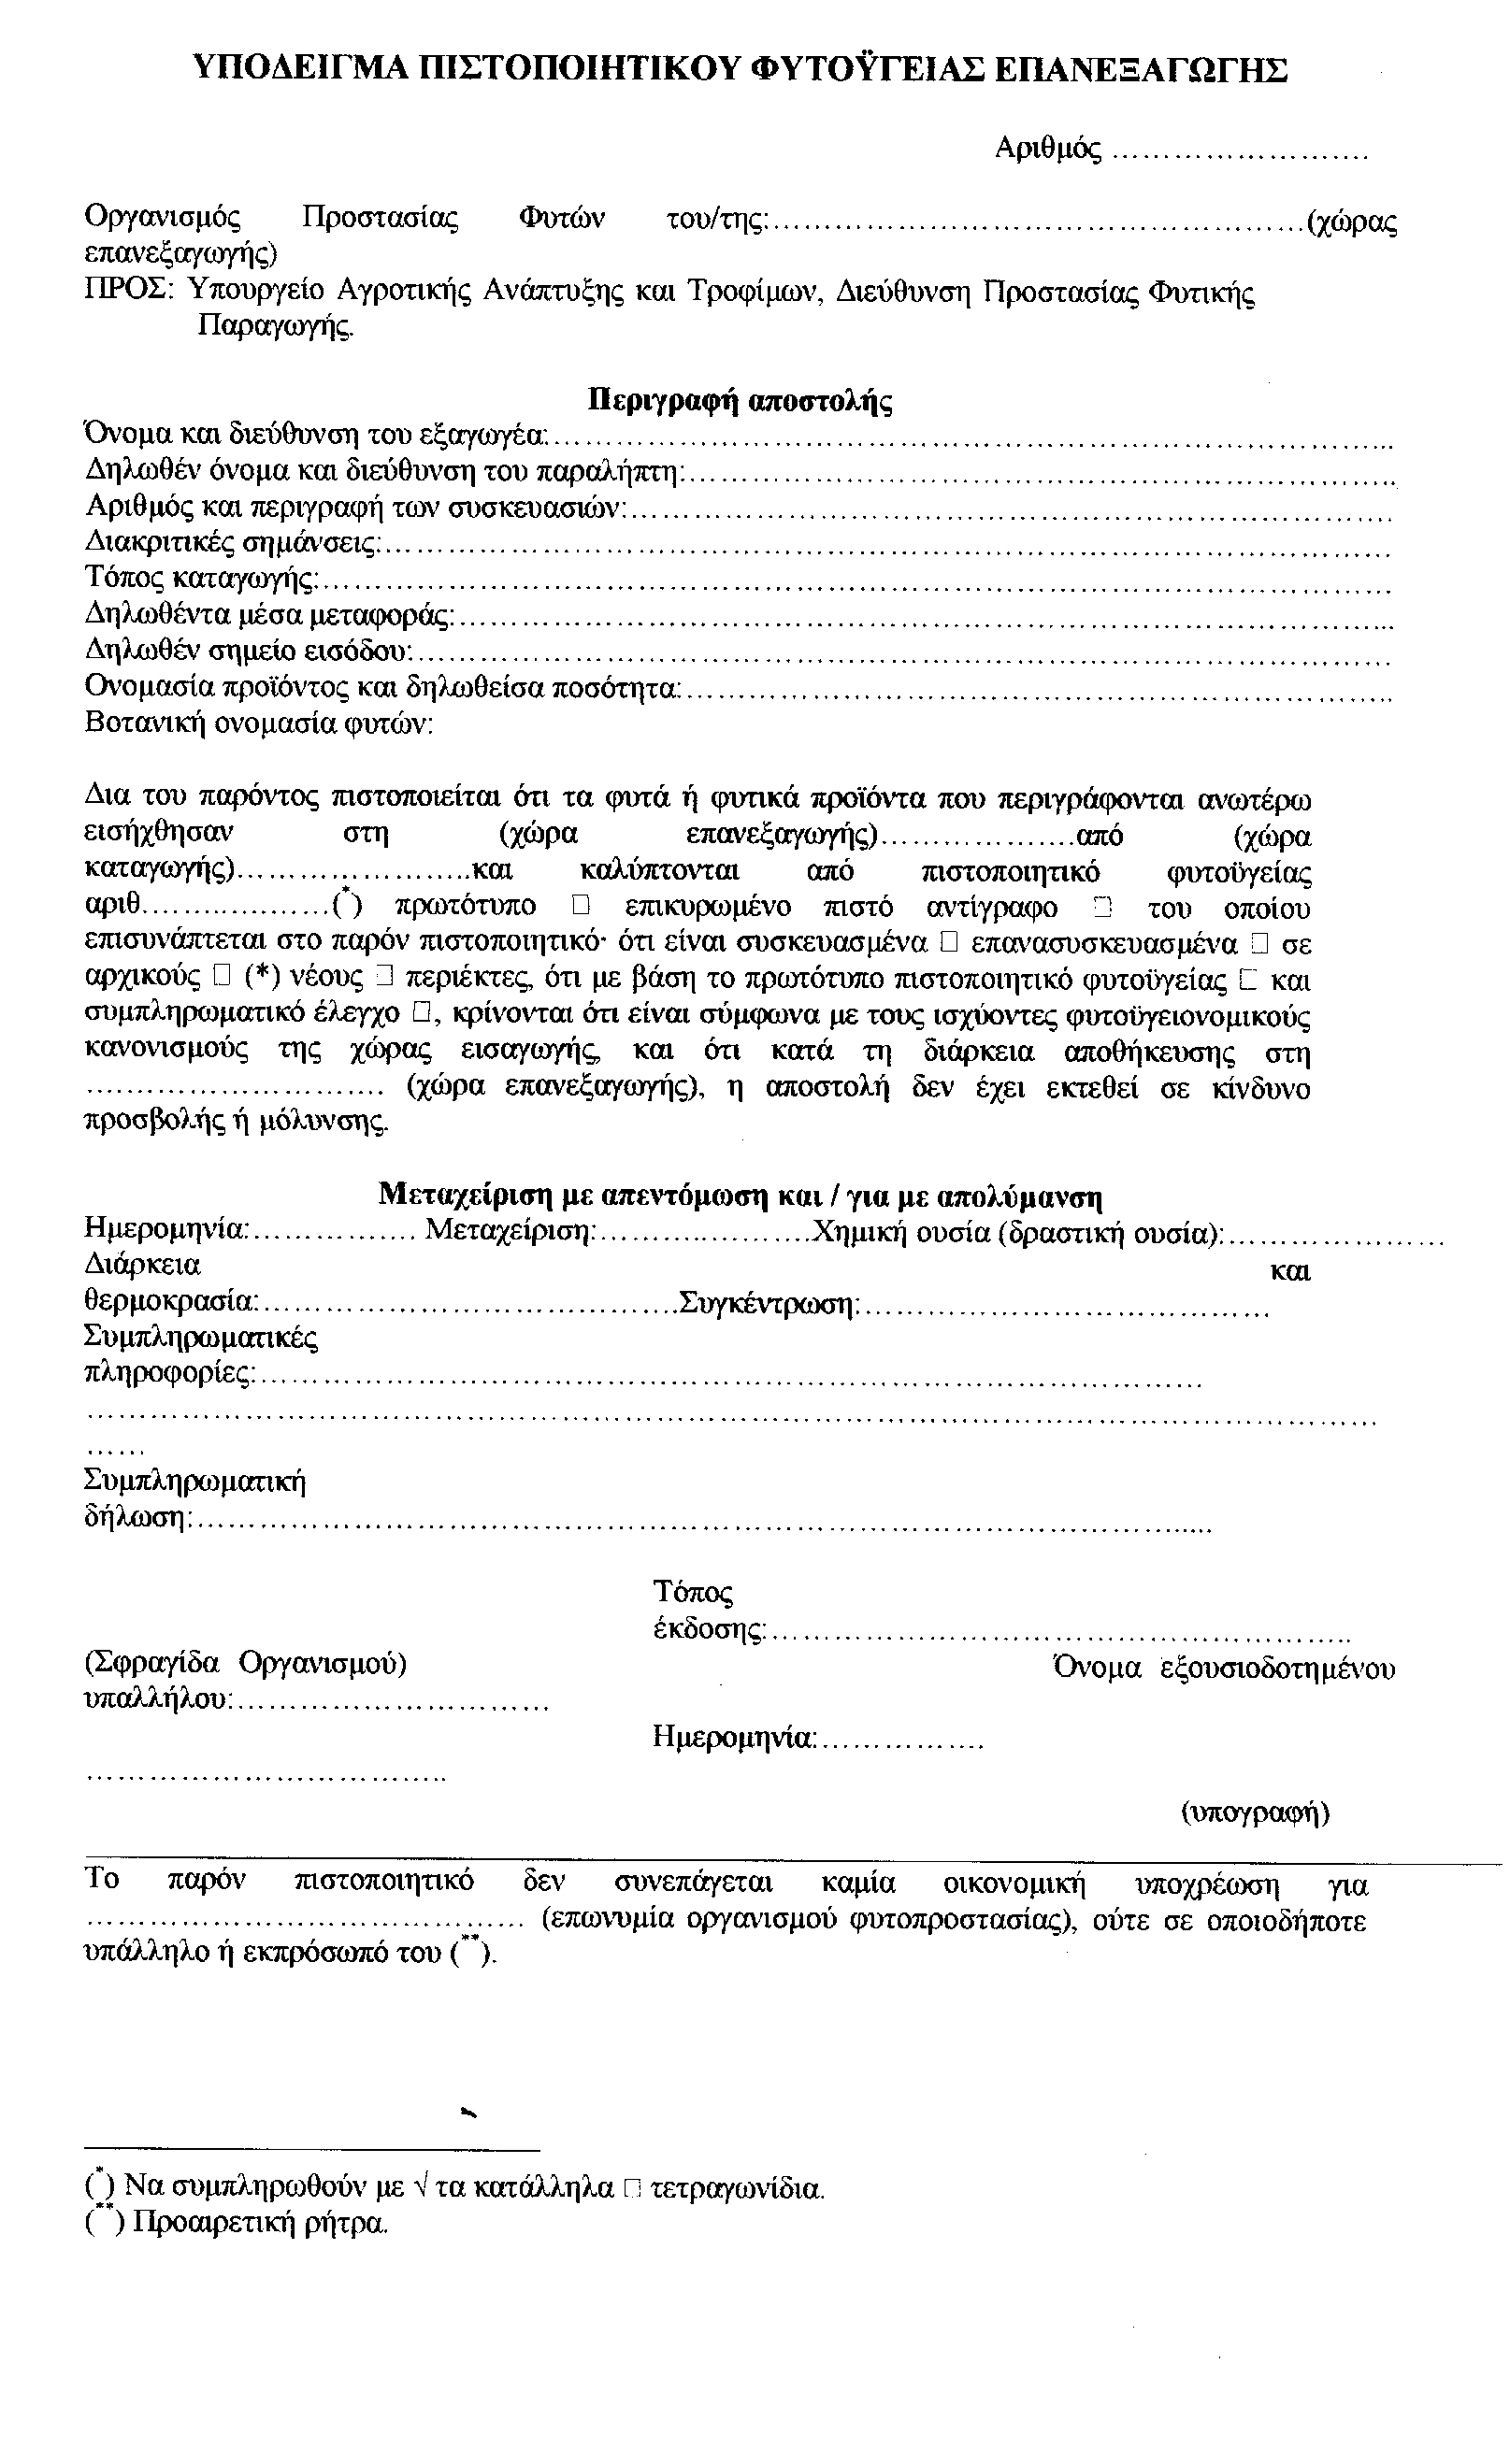 ΥΠΟΔΕΙΓΜΑ ΠΙΣΤΟΠΟΙΗΤΙΚΟΥ ΦΥΤΟΫΓΕΙΑΣ ΕΠΑΝΕΞΑΓΩΓΗΣ
Αριθμός ...........................
Οργανισμός Προστασίας Φυτών του/της:.......................................................(χώρας
επανεξαγωγής)
ΠΡΟΣ: Υπουργείο Αγροτικής Ανάπτυξης και Τροφίμων, Διεύθυνση Προστασίας Φυτικής
Παραγωγής.
Περιγραφή αποστολής
Όνομα και διεύθυνση του εξαγωγέα:..............................................................................
Δηλωθέν όνομα και διεύθυνση του παραλήπτη:................................................................
Αριθμός και περιγραφή των συσκευασιών:......................................................................
Διακριτικές σημάνσεις:..............................................................................................
Τόπος καταγωγής:....................................................................................................
Δηλωθέντα μέσα μεταφοράς:.......................................................................................
Δηλωθέν σημείο εισόδου:...........................................................................................
Ονομασία προϊόντος και δηλωθείσα ποσότητα:................................................................
Βοτανική ονομασία φυτών:
Δια του παρόντος πιστοποιείται ότι τα φυτά ή φυτικά προϊόντα που περιγράφονται ανωτέρω
εισήχθησαν στη (χώρα επανεξαγωγής)....................από (χώρα
καταγωγής)........................και καλύπτονται από πιστοποιητικό φυτοϋγείας
αριθ...................(*) πρωτότυπο □ επικυρωμένο πιστό αντίγραφο □ του οποίου
επισυνάπτεται στο παρόν πιστοποιητικό· ότι είναι συσκευασμένα □ επανασυσκευασμένα □ σε
αρχικούς □ (*) νέους □ περιέκτες, ότι με βάση το πρωτότυπο πιστοποιητικό φυτοϋγείας □ και
συμπληρωματικό έλεγχο □, κρίνονται ότι είναι σύμφωνα με τους ισχύοντες φυτοϋγειονομικούς
κανονισμούς της χώρας εισαγωγής, και ότι κατά τη διάρκεια αποθήκευσης στη
............................... (χώρα επανεξαγωγής), η αποστολή δεν έχει εκτεθεί σε κίνδυνο
προσβολής ή μόλυνσης.
Μεταχείριση με απεντόμωση και / για με απολύμανση
Ημερομηνία:................. Μεταχείριση:......................Χημική ουσία (δραστική ουσία):......................
Διάρκεια και
θερμοκρασία:..........................................Συγκέντρωση:..........................................
Συμπληρωματικές
πληροφορίες:..........................................................................................
................................................................................................................................
......
Συμπληρωματική
δήλωση:..................................................................................................
Τόπος
έκδοσης:............................................................
(Σφραγίδα Οργανισμού) Όνομα εξουσιοδοτημένου
υπαλλήλου:................................
Ημερομηνία:.................
.....................................
(υπογραφή)
Το παρόν πιστοποιητικό δεν συνεπάγεται καμία οικονομική υποχρέωση για
............................................. (επωνυμία οργανισμού φυτοπροστασίας), ούτε σε οποιοδήποτε
υπάλληλο ή εκπρόσωπό του (**).
(*) Να συμπληρωθούν με √ τα κατάλληλα □ τετραγωνίδια.
(**) Προαιρετική ρήτρα.